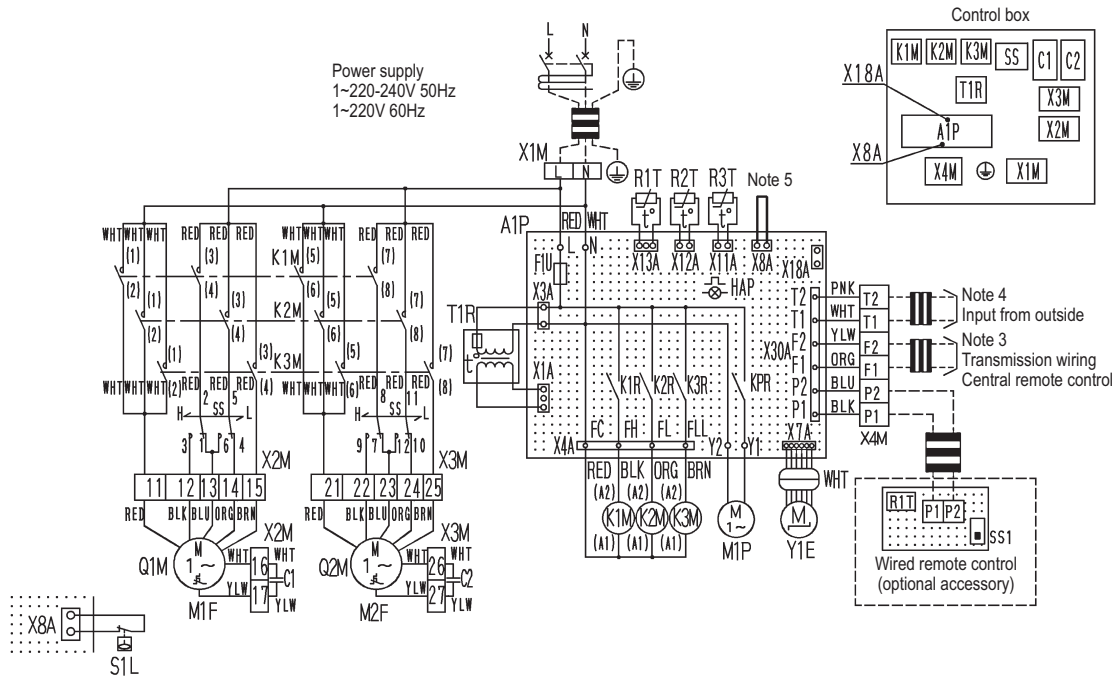 Control box
K1M K2M K3M SS C1 C2
X18A
T1R
X3M
A1P
X2M
X8A
X4M X1M
L N
Power supply
1~220-240V 50Hz
1~220V 60Hz
X1M
L N
R1T R2T R3T Note 5
A1P
RED WHT
L N
F1U
X13A X12A X11A X8A
X18A
HAP
X3A
T1R
t°
X1A
WHT WHT WHT RED RED RED WHT WHT WHT RED RED RED
(1) (3) (5) (7)
K1M
(2) (4) (6) (8)
(1) (3) (5) (7)
K2M
(2) (4) (6) (8)
(1) (3) (5) (7)
K3M
(2) (4) (6) (8)
WHT WHT RED RED RED WHT WHT RED RED RED
2 5 8 11
H SS L H SS L
3 1 6 4 9 7 12 10
X2M X3M
11 12 13 14 15 21 22 23 24 25
RED BLK BLU ORG BRN RED BLK BLU ORG BRN
X2M X3M
M M
1~ 1~
Q1M Q2M
WHT 16 WHT WHT 26 WHT
C1 C2
YLW 17 YLW YLW 27 YLW
M1F M2F
X8A
S1L
K1R K2R K3R KPR
FC FH FL FLL Y2 Y1
X4A
RED BLK ORG BRN
(A2) (A2) (A2)
K1M K2M K3M
(A1) (A1) (A1)
M
1~
M1P
X7A
WHT
M
Y1E
X30A
T2 PNK T2
T1 WHT T1
F2 YLW F2
F1 ORG F1
P2 BLU P2
P1 BLK P1
X4M
Note 4
Input from outside
Note 3
Transmission wiring
Central remote control
R1T
P1 P2
SS1
Wired remote control
(optional accessory)